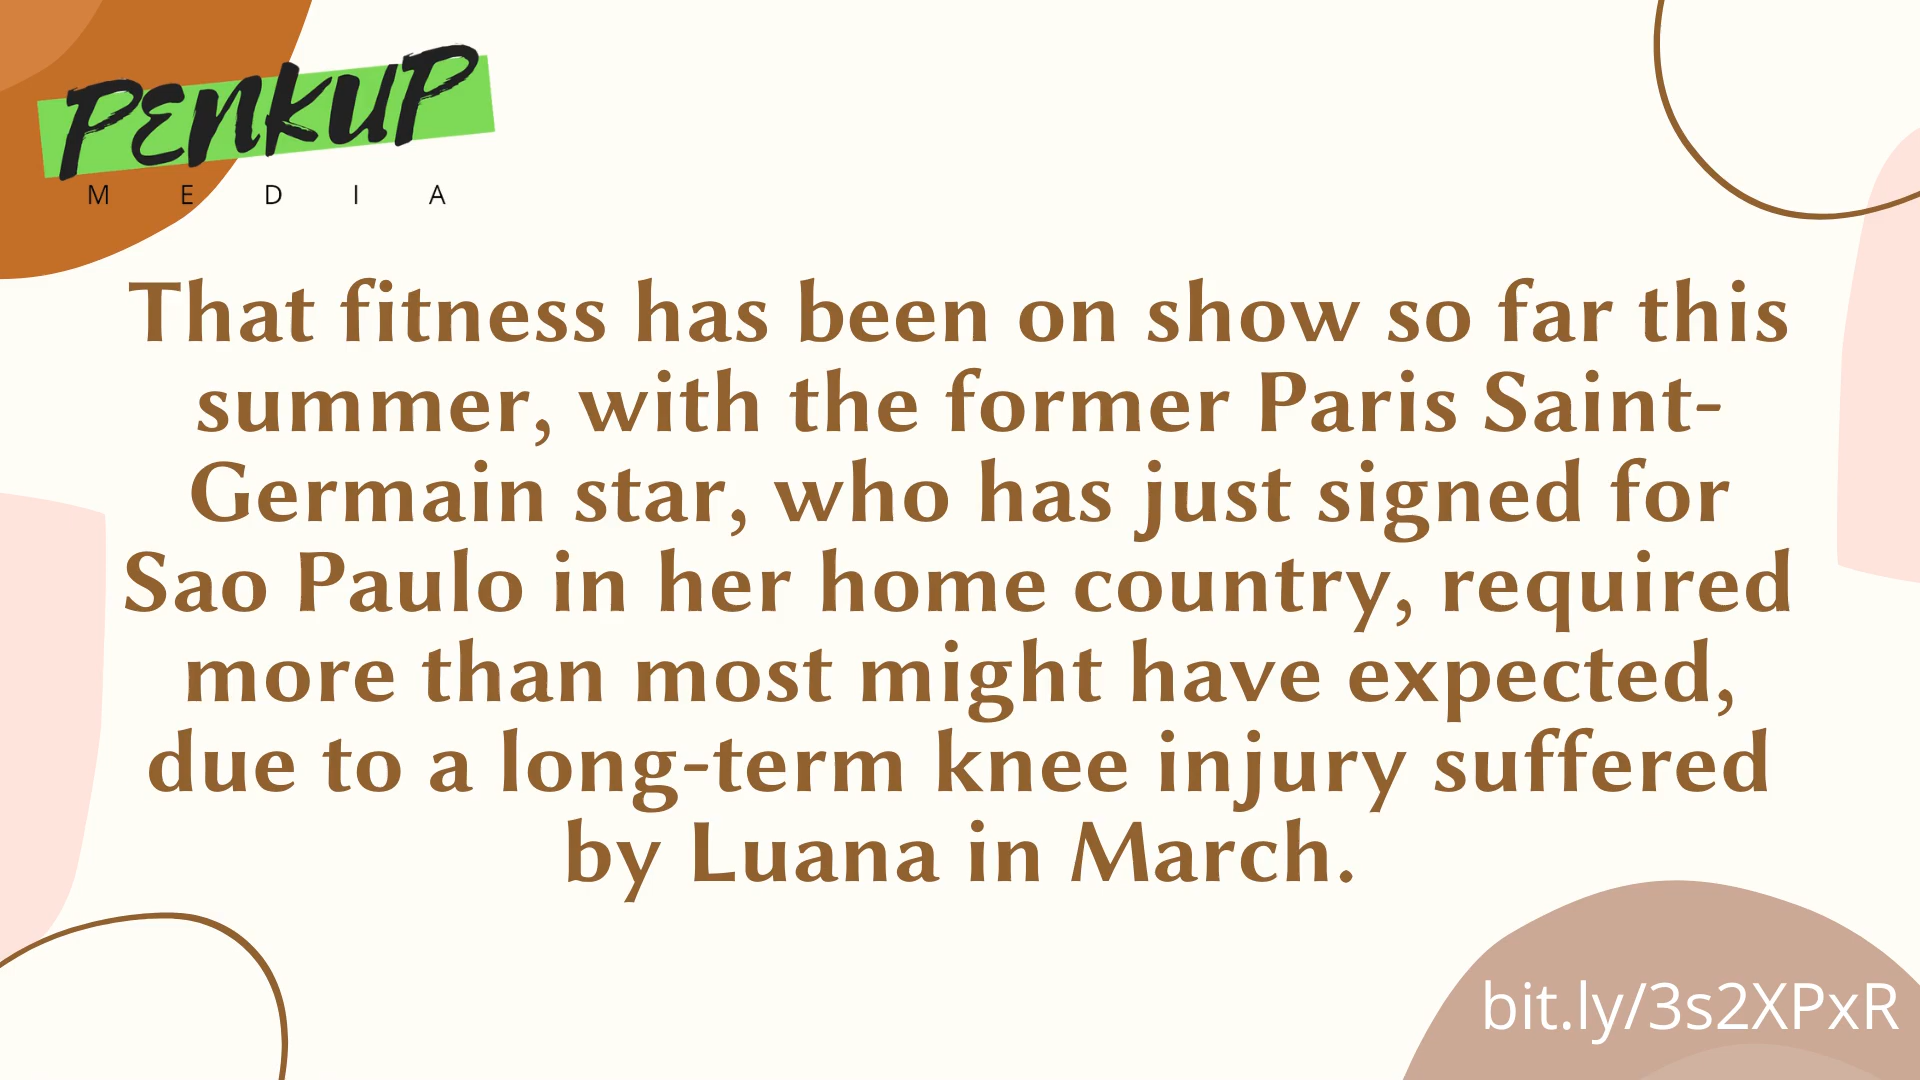 PENKUP
MEDIA
That fitness has been on show so far this
summer, with the former Paris Saint-
Germain star, who has just signed for
Sao Paulo in her home country, required
more than most might have expected,
due to a long-term knee injury suffered
by Luana in March.
bit.ly/3s2XPxR